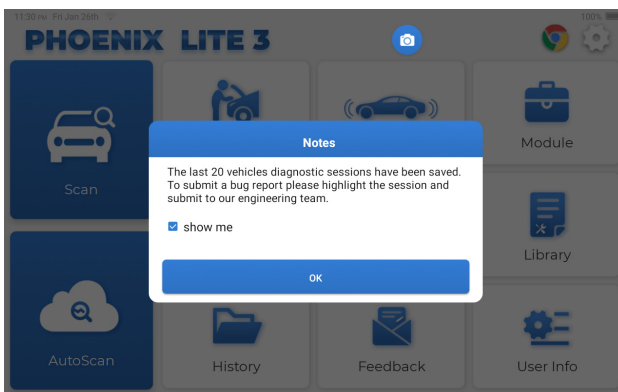 11:30 PM Fri Jan 26th
100%
PHOENIX LITE 3
Notes
The last 20 vehicles diagnostic sessions have been saved.
To submit a bug report please highlight the session and
submit to our engineering team.
show me
OK
Scan
Module
Library
AutoScan
History
Feedback
User Info